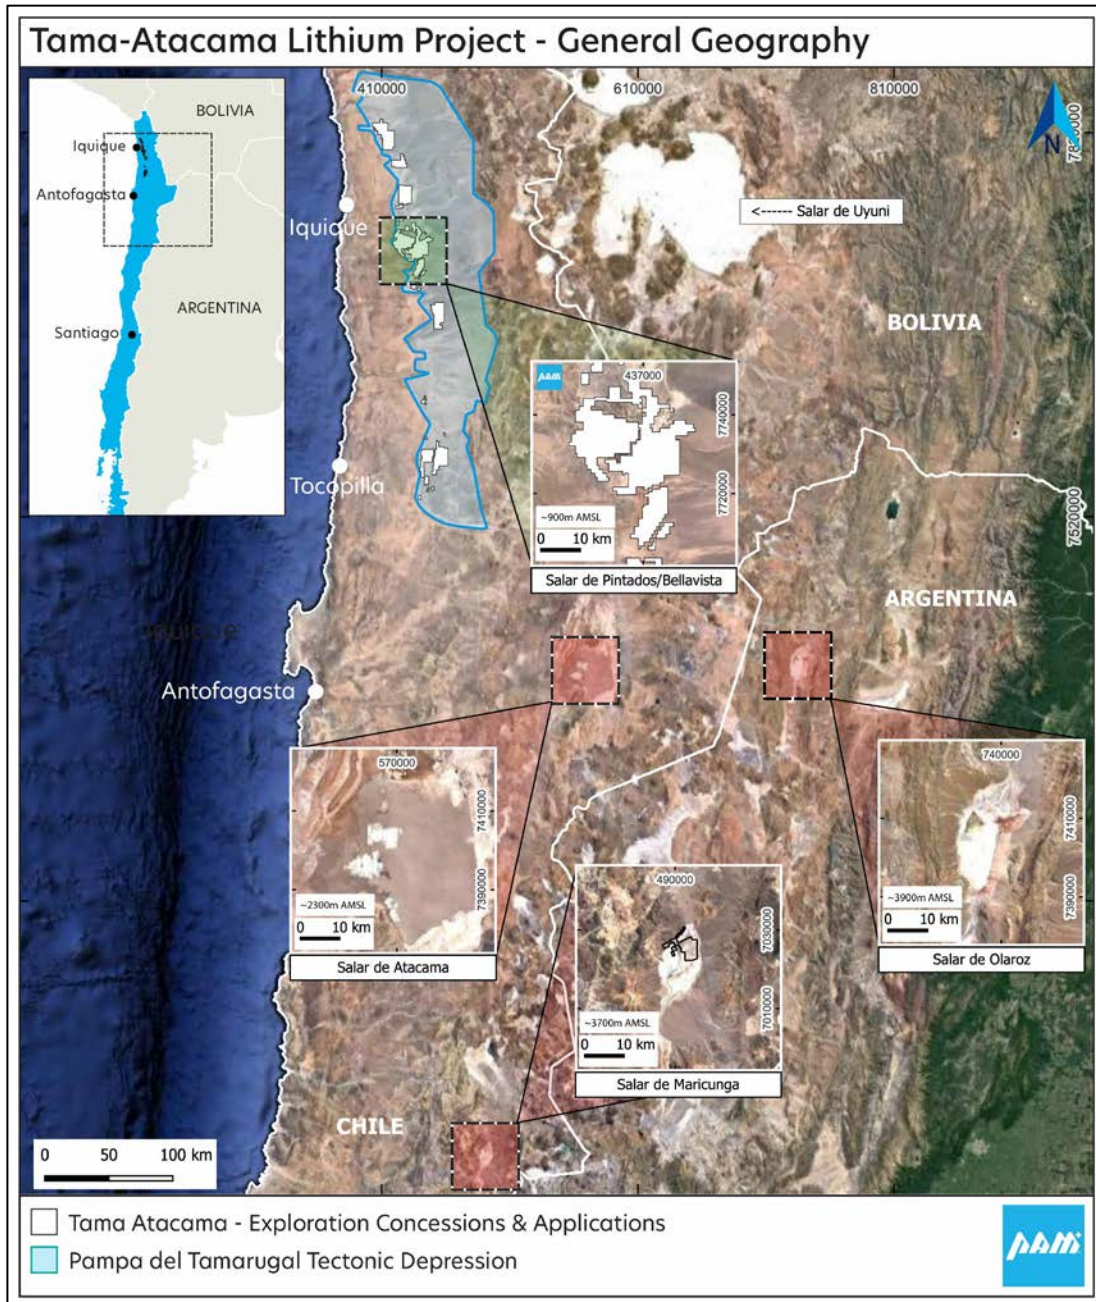 Tama-Atacama Lithium Project - General Geography
410000
610000
810000
BOLIVIA
Iquique
Antofagasta
ARGENTINA
Santiago
N
<------ Salar de Uyuni
Iquique
BOLIVIA
PAM
437000
7740000
7720000
~900m AMSL
0 10 km
Salar de Pintados/Bellavista
Tocopilla
7520000
ARGENTINA
Iquique
Antofagasta
570000
7410000
7390000
~2300m AMSL
0 10 km
Salar de Atacama
740000
7410000
7390000
~3900m AMSL
0 10 km
Salar de Olaroz
490000
7030000
7010000
~3700m AMSL
0 10 km
Salar de Maricunga
CHILE
0 50 100 km
Tama Atacama - Exploration Concessions & Applications
Pampa del Tamarugal Tectonic Depression
PAM